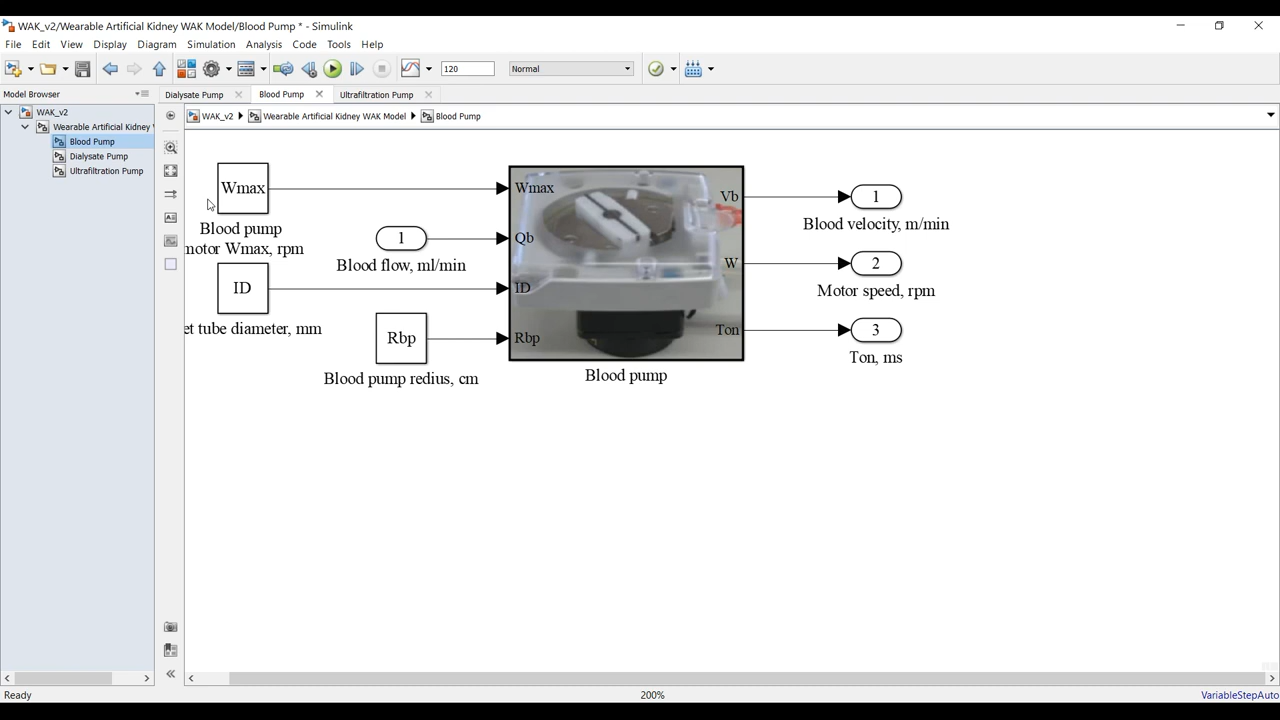 WAK_v2/Wearable Artificial Kidney WAK Model/Blood Pump * - Simulink
File Edit View Display Diagram Simulation Analysis Code Tools Help
120 Normal
Model Browser
Dialysate Pump Blood Pump Ultrafiltration Pump
WAK_v2 Wearable Artificial Kidney WAK Model Blood Pump
WAK_v2
Wearable Artificial Kidney
Blood Pump
Dialysate Pump
Ultrafiltration Pump
Wmax
Blood pump
motor Wmax, rpm
1
Blood flow, ml/min
ID
et tube diameter, mm
Rbp
Blood pump redius, cm
Wmax
Qb
ID
Rbp
Vb
W
Ton
Blood pump
1
Blood velocity, m/min
2
Motor speed, rpm
3
Ton, ms
Ready 200% VariableStepAuto